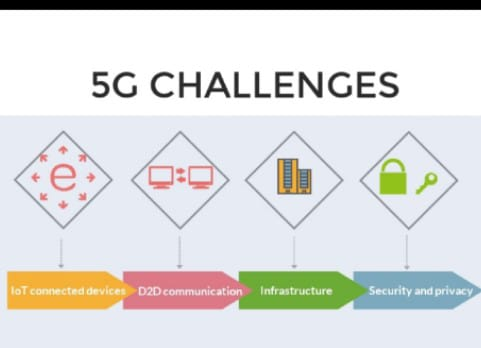 5G CHALLENGES
e
IoT connected devices
D2D communication
Infrastructure
Security and privacy